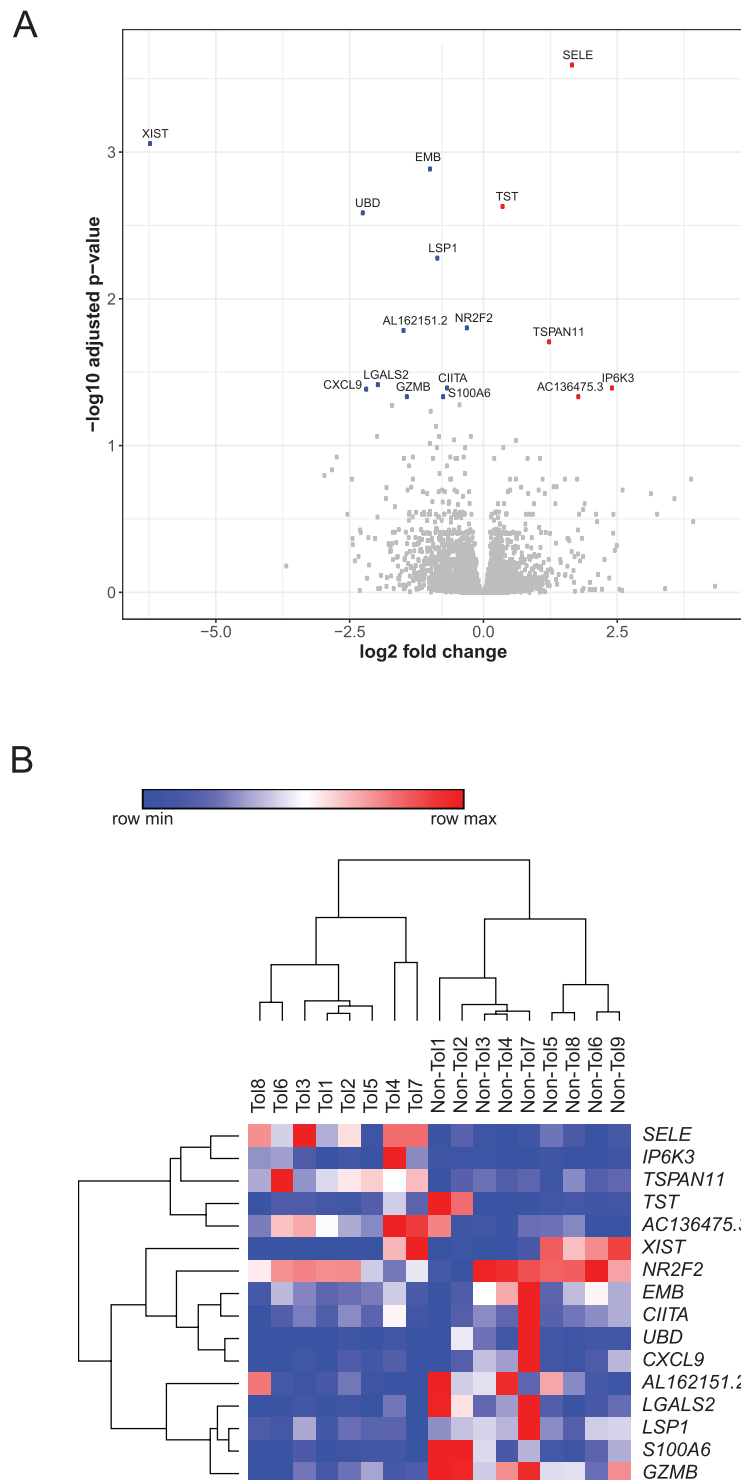 A
SELE
XIST
EMB
UBD
TST
LSP1
AL162151.2
NR2F2
TSPAN11
LGALS2
CXCL9
GZMB
CIITA
S100A6
AC136475.3
IP6K3
3
2
1
0
−log10 adjusted p−value
−5.0
−2.5
0.0
2.5
log2 fold change
B
row min
row max
Tol8
Tol6
Tol3
Tol1
Tol2
Tol5
Tol4
Tol7
Non-Tol1
Non-Tol2
Non-Tol3
Non-Tol4
Non-Tol7
Non-Tol5
Non-Tol8
Non-Tol6
Non-Tol9
SELE
IP6K3
TSPAN11
TST
AC136475.3
XIST
NR2F2
EMB
CIITA
UBD
CXCL9
AL162151.2
LGALS2
LSP1
S100A6
GZMB